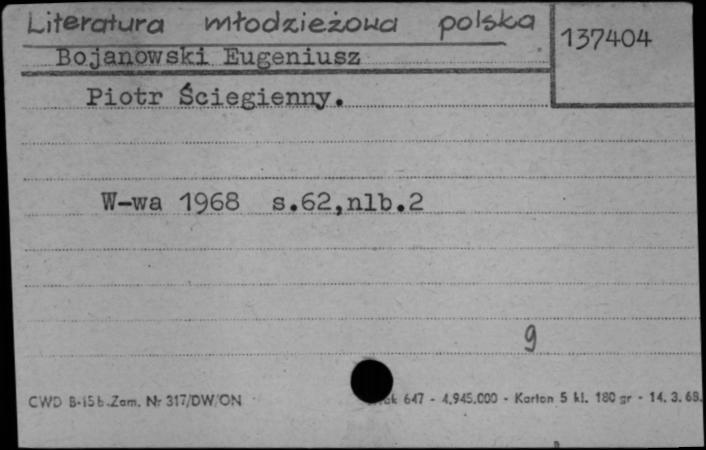 Literatura młodzieżowa polska
137404
Bojanowski Eugeniusz
Piotr Ściegienny.
W-wa 1968 s.62,nlb.2
9
CWD B-15b.Zam. Nr 317/DW/ON 647 - 4.945.000 - Karton 5 kl. 180 gr - 14. 3. 68.